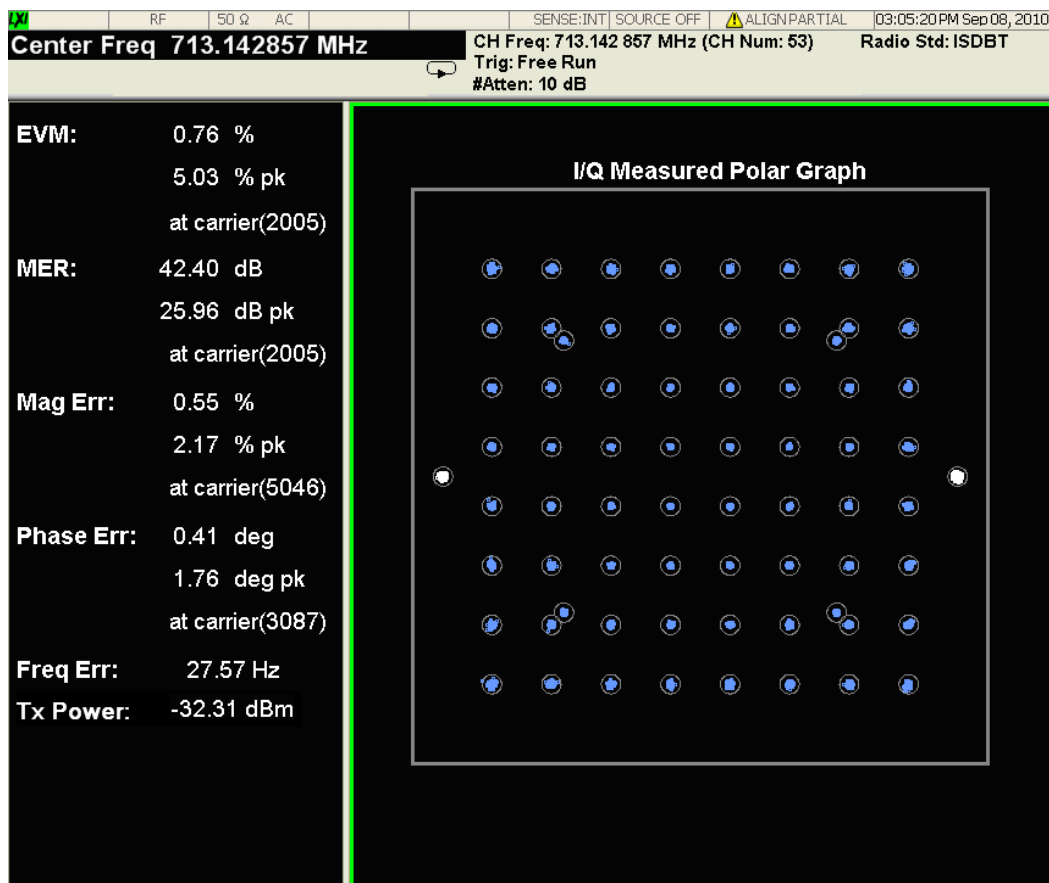 LXI RF 50 Ω AC SENSE:INT SOURCE OFF ALIGN PARTIAL 03:05:20 PM Sep 08, 2010
Center Freq 713.142857 MHz
CH Freq: 713.142 857 MHz (CH Num: 53) Radio Std: ISDBT
Trig: Free Run
#Atten: 10 dB
EVM: 0.76 %
5.03 % pk
at carrier(2005)
MER: 42.40 dB
25.96 dB pk
at carrier(2005)
Mag Err: 0.55 %
2.17 % pk
at carrier(5046)
Phase Err: 0.41 deg
1.76 deg pk
at carrier(3087)
Freq Err: 27.57 Hz
Tx Power: -32.31 dBm
I/Q Measured Polar Graph